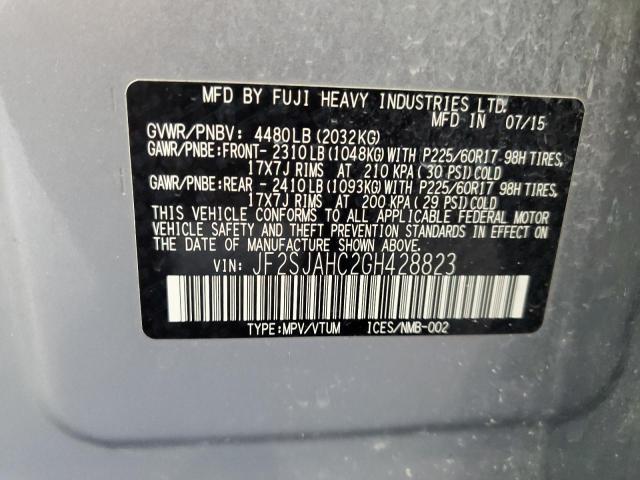 MFD BY FUJI HEAVY INDUSTRIES LTD.
MFD IN 07/15
GVWR/PNBV: 4480LB(2032KG)
GAWR/PNBE:FRONT- 2310LB(1048KG)WITH P225/60R17 98H TIRES,
17X7J RIMS AT 210 KPA( 30 PSI)COLD
GAWR/PNBE:REAR - 2410LB(1093KG)WITH P225/60R17 98H TIRES,
17X7J RIMS AT 200 KPA( 29 PSI)COLD
THIS VEHICLE CONFORMS TO ALL APPLICABLE FEDERAL MOTOR
VEHICLE SAFETY AND THEFT PREVENTION STANDARDS IN EFFECT
ON THE DATE OF MANUFACTURE SHOWN ABOVE.
VIN: JF2SJAHC2GH428823
TYPE:MPV/VTUM ICES/NMB-002